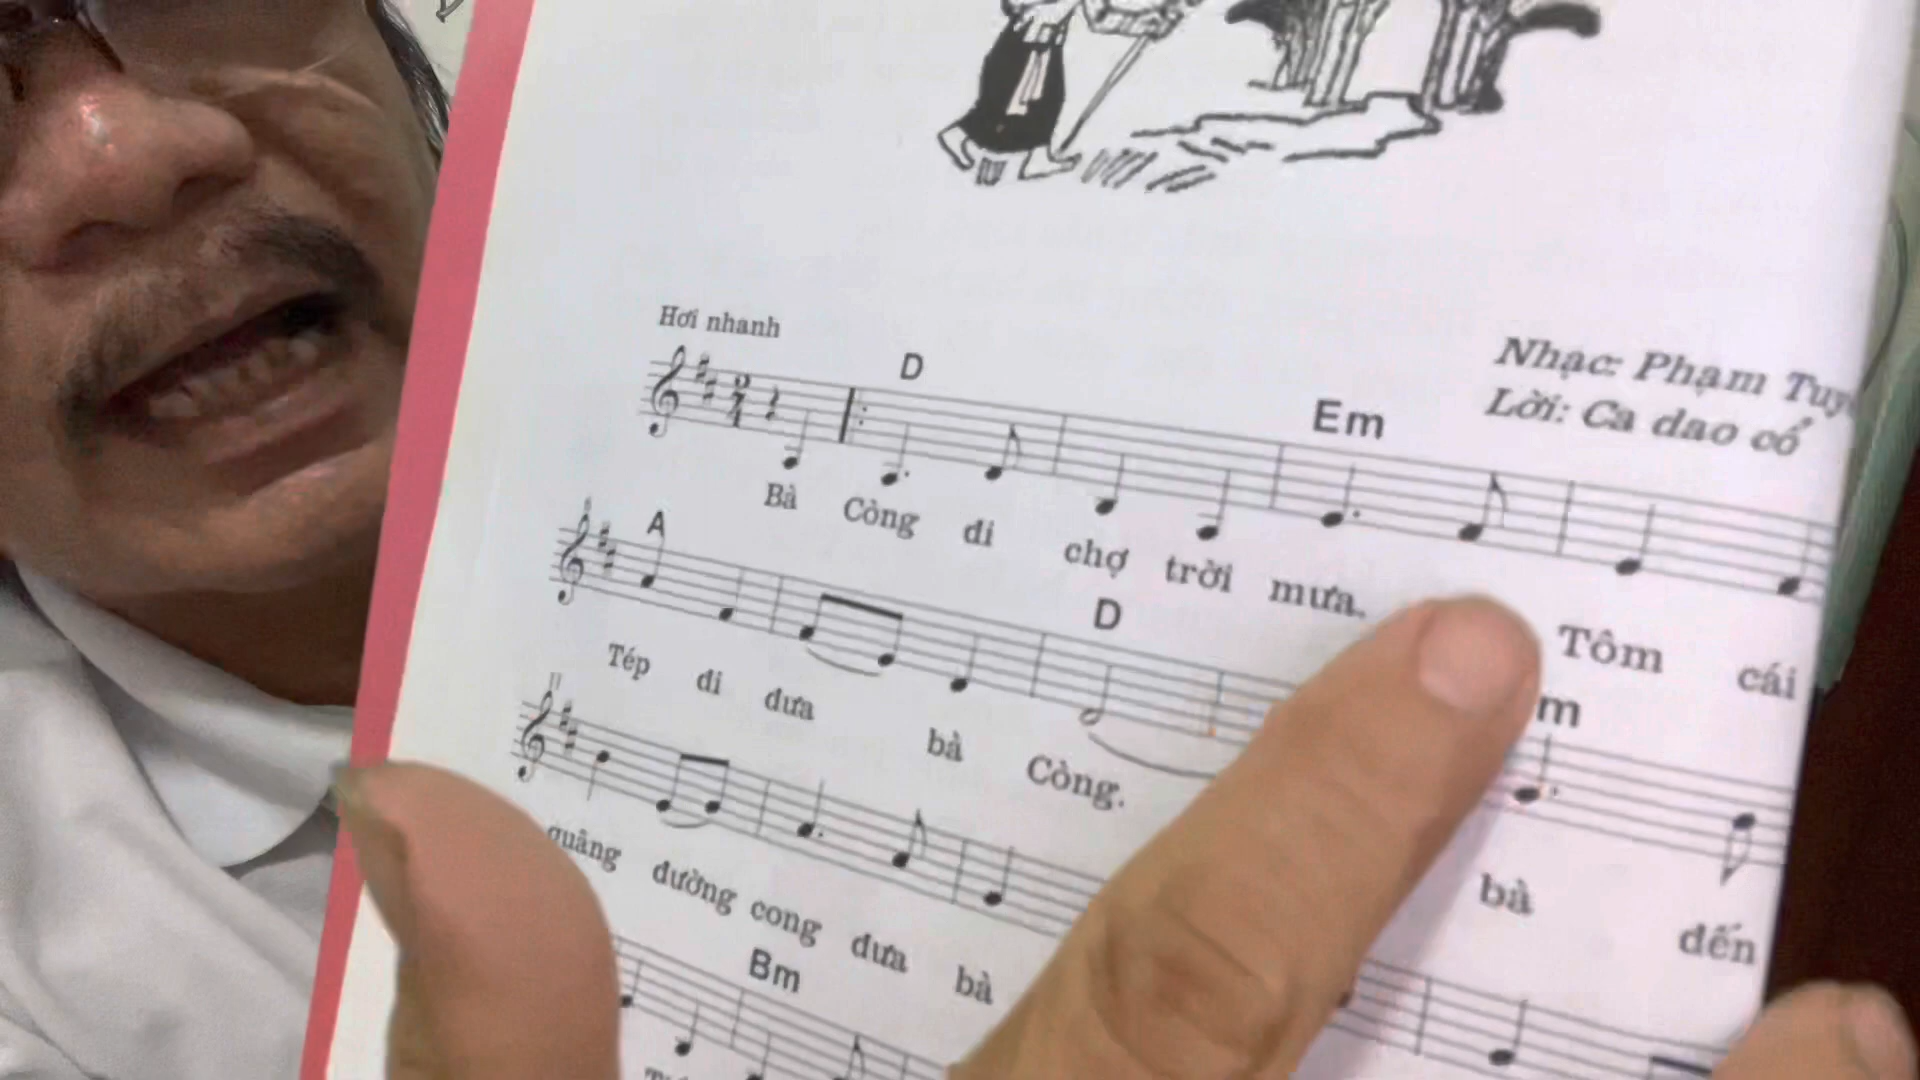 Hơi nhanh
Nhạc: Phạm
Lời: Ca dao cổ
D Em
Bà Còng đi chợ trời mưa. Tôm cái
A D
Tép đi đưa bà Còng. bà đến
quãng đường cong đưa bà
Bm